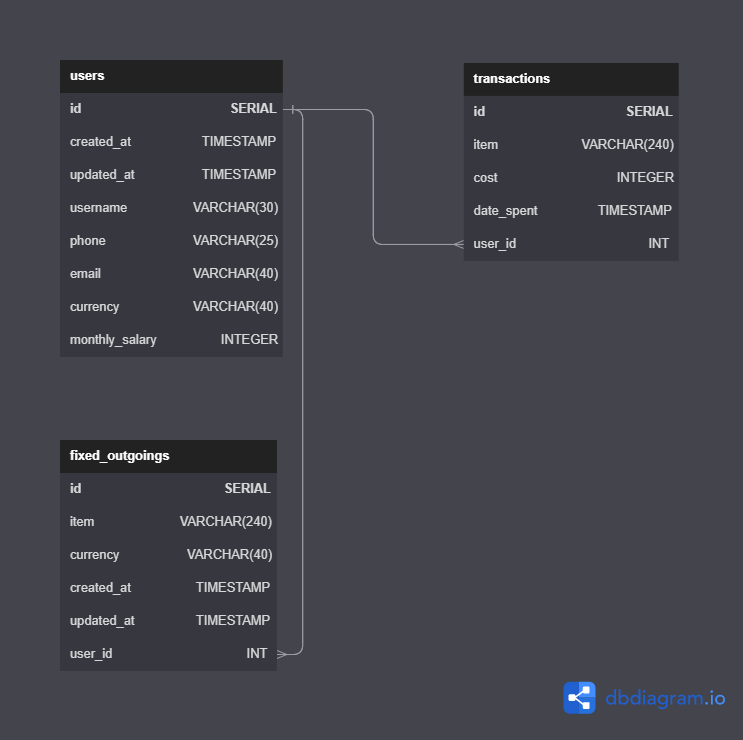 users
id SERIAL
created_at TIMESTAMP
updated_at TIMESTAMP
username VARCHAR(30)
phone VARCHAR(25)
email VARCHAR(40)
currency VARCHAR(40)
monthly_salary INTEGER
transactions
id SERIAL
item VARCHAR(240)
cost INTEGER
date_spent TIMESTAMP
user_id INT
fixed_outgoings
id SERIAL
item VARCHAR(240)
currency VARCHAR(40)
created_at TIMESTAMP
updated_at TIMESTAMP
user_id INT
dbdiagram.io